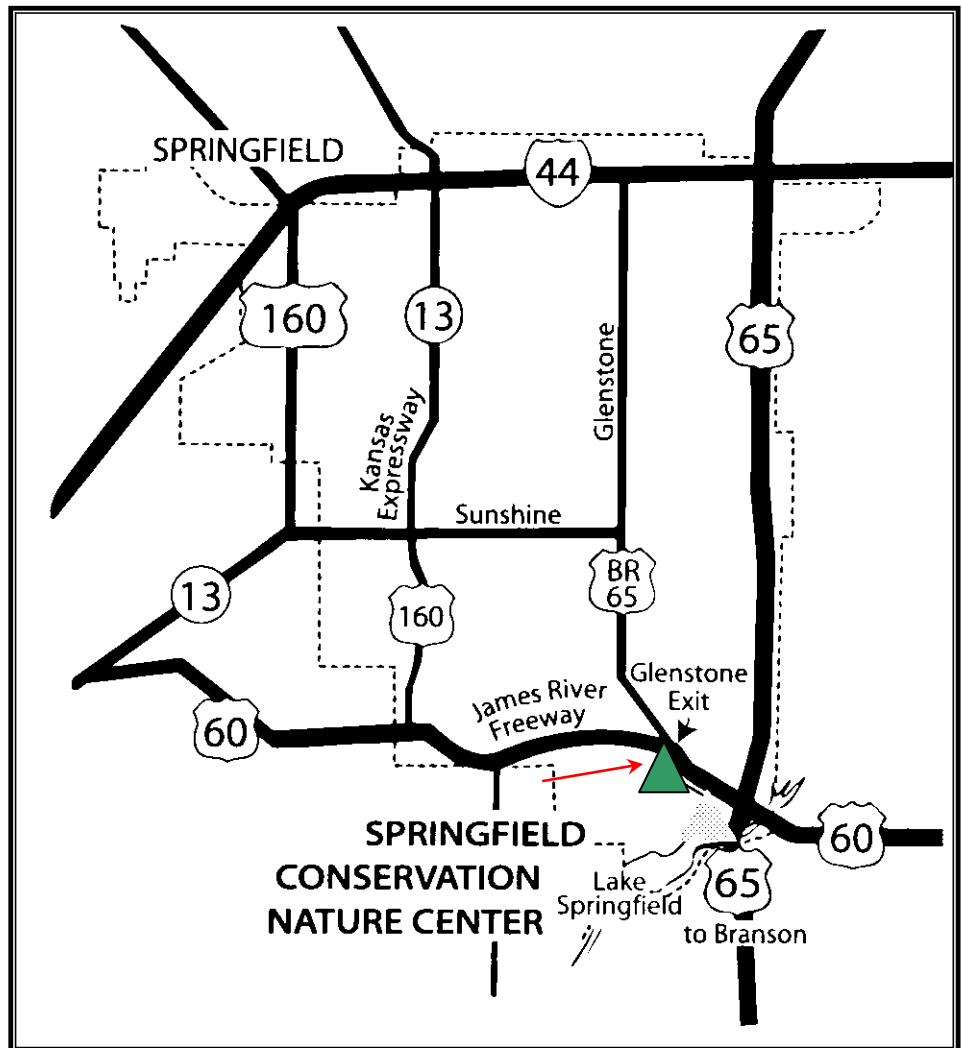 SPRINGFIELD
44
160
13
65
Glenstone
Kansas
Expressway
Sunshine
13
BR
65
160
Glenstone
Exit
James River
Freeway
60
SPRINGFIELD
CONSERVATION
NATURE CENTER
60
Lake
Springfield
65
to Branson